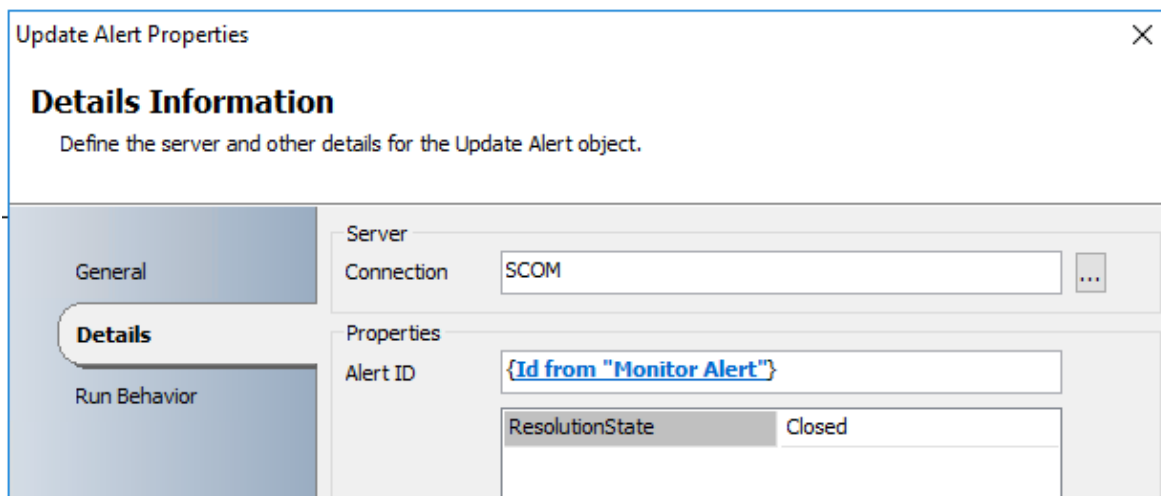 Update Alert Properties
Details Information
Define the server and other details for the Update Alert object.
General
Details
Run Behavior
Server
Connection SCOM ...
Properties
Alert ID {Id from "Monitor Alert"}
ResolutionState Closed